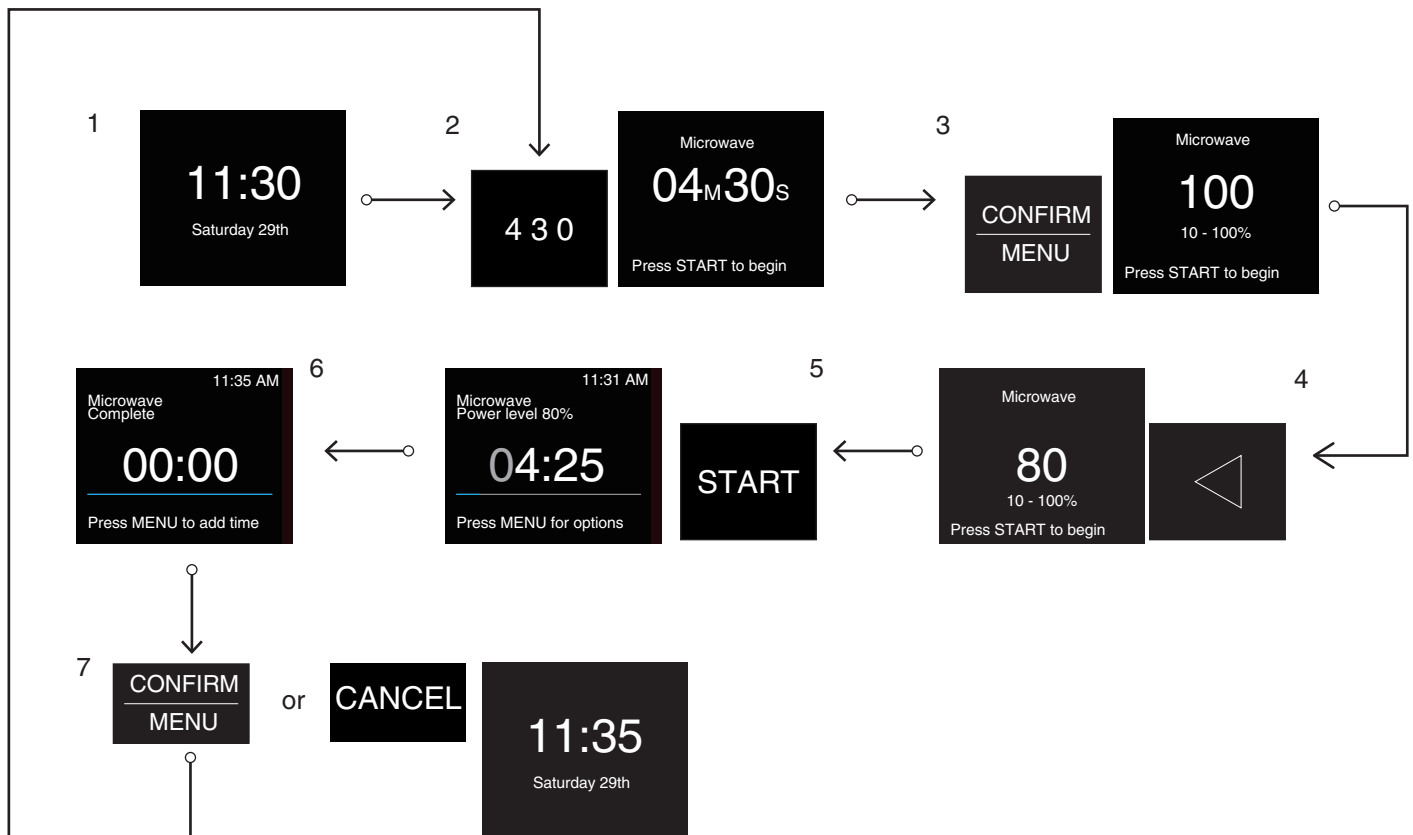 1
11:30
Saturday 29th
2
4 3 0
Microwave
04M30S
Press START to begin
3
CONFIRM
MENU
Microwave
100
10 - 100%
Press START to begin
4
Microwave
80
10 - 100%
Press START to begin
5
START
11:31 AM
Microwave
Power level 80%
04:25
Press MENU for options
6
11:35 AM
Microwave
Complete
00:00
Press MENU to add time
7
CONFIRM
MENU
or
CANCEL
11:35
Saturday 29th